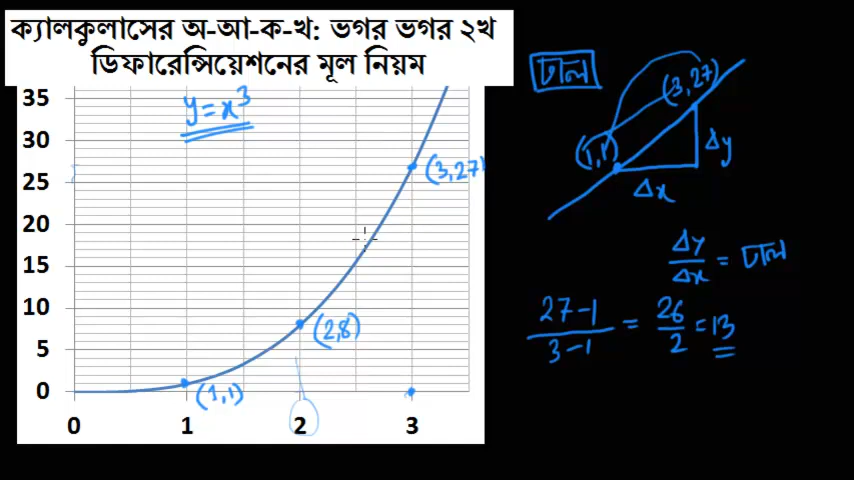 ক্যালকুলাসের অ-আ-ক-খ: ভগর ভগর ২খ
ডিফারেন্সিয়েশনের মূল নিয়ম
y=x³
ঢাল
(3,27)
(1,1)
Δy
Δx
Δy/Δx = ঢাল
27-1/3-1 = 26/2 = 13
35
30
25
20
15
10
5
0
(3,27)
(2,8)
(1,1)
0 1 2 3